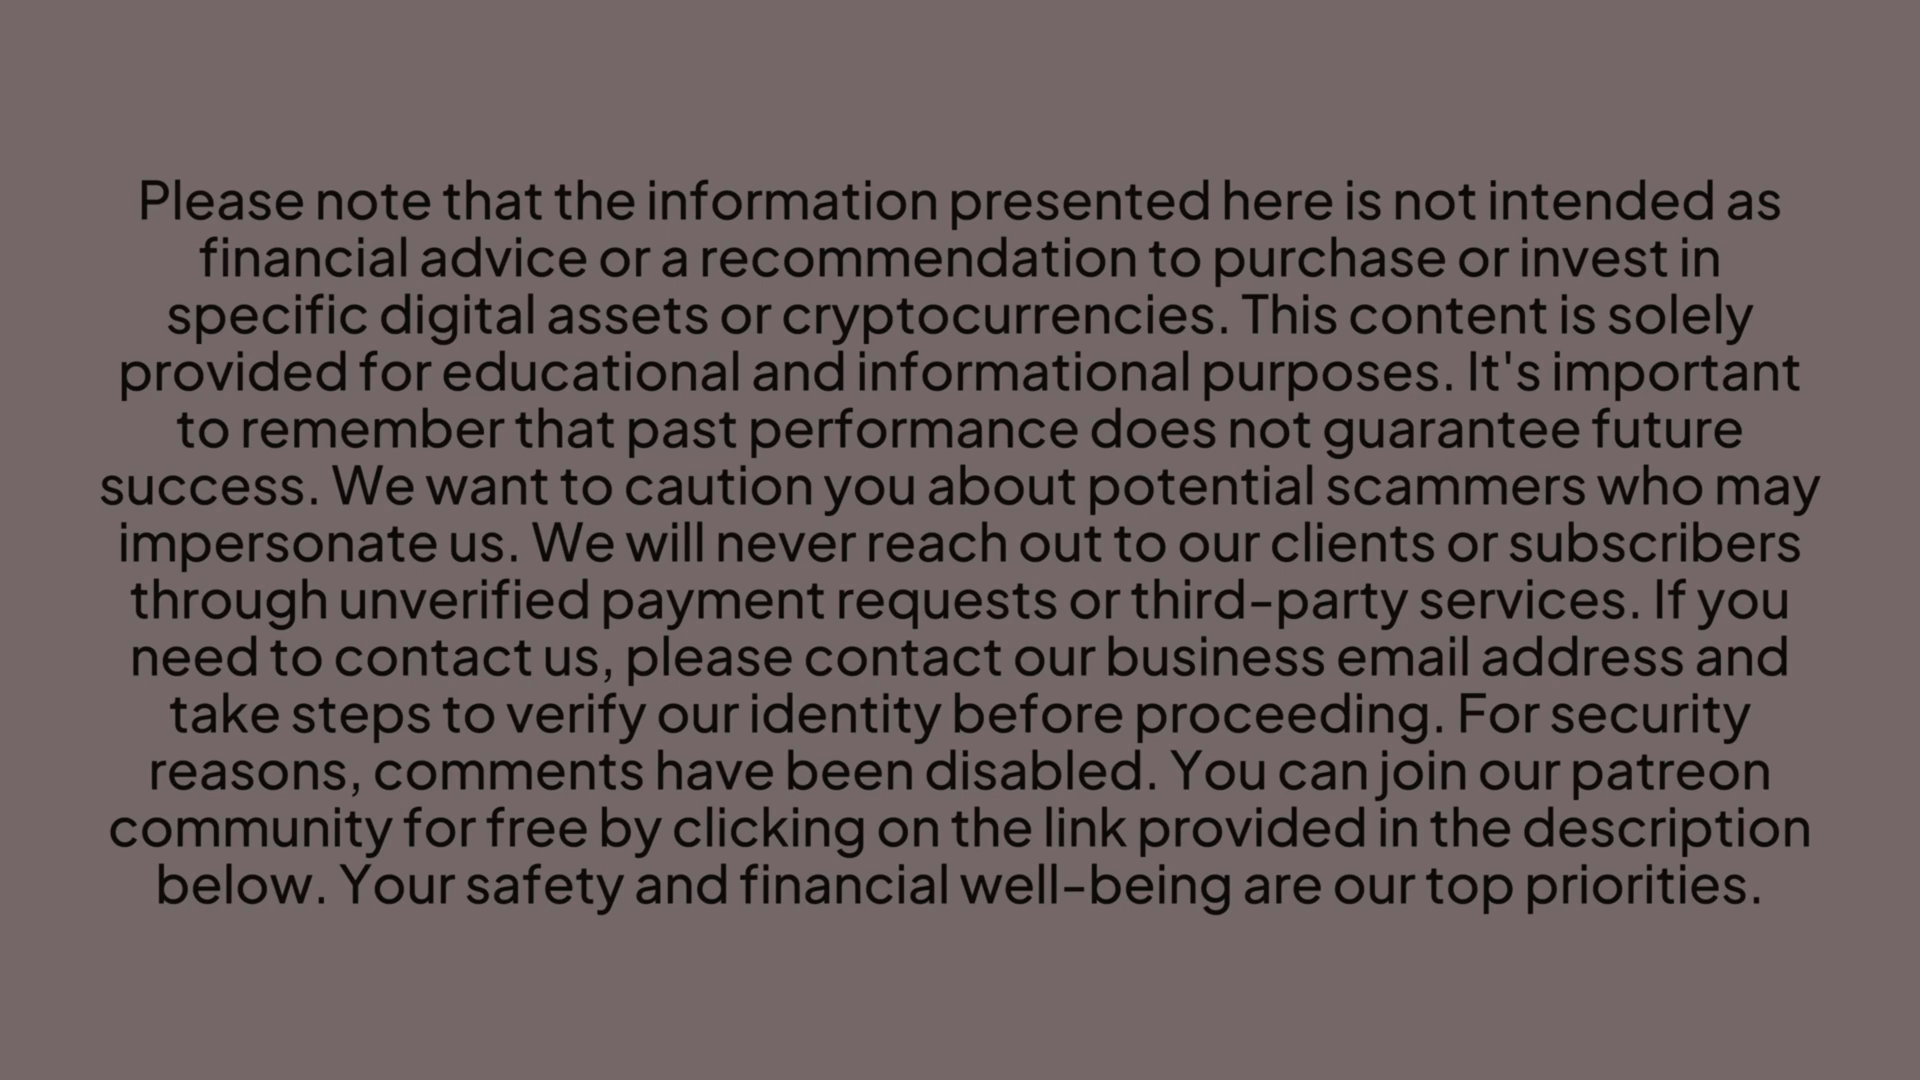 Please note that the information presented here is not intended as
financial advice or a recommendation to purchase or invest in
specific digital assets or cryptocurrencies. This content is solely
provided for educational and informational purposes. It's important
to remember that past performance does not guarantee future
success. We want to caution you about potential scammers who may
impersonate us. We will never reach out to our clients or subscribers
through unverified payment requests or third-party services. If you
need to contact us, please contact our business email address and
take steps to verify our identity before proceeding. For security
reasons, comments have been disabled. You can join our patreon
community for free by clicking on the link provided in the description
below. Your safety and financial well-being are our top priorities.